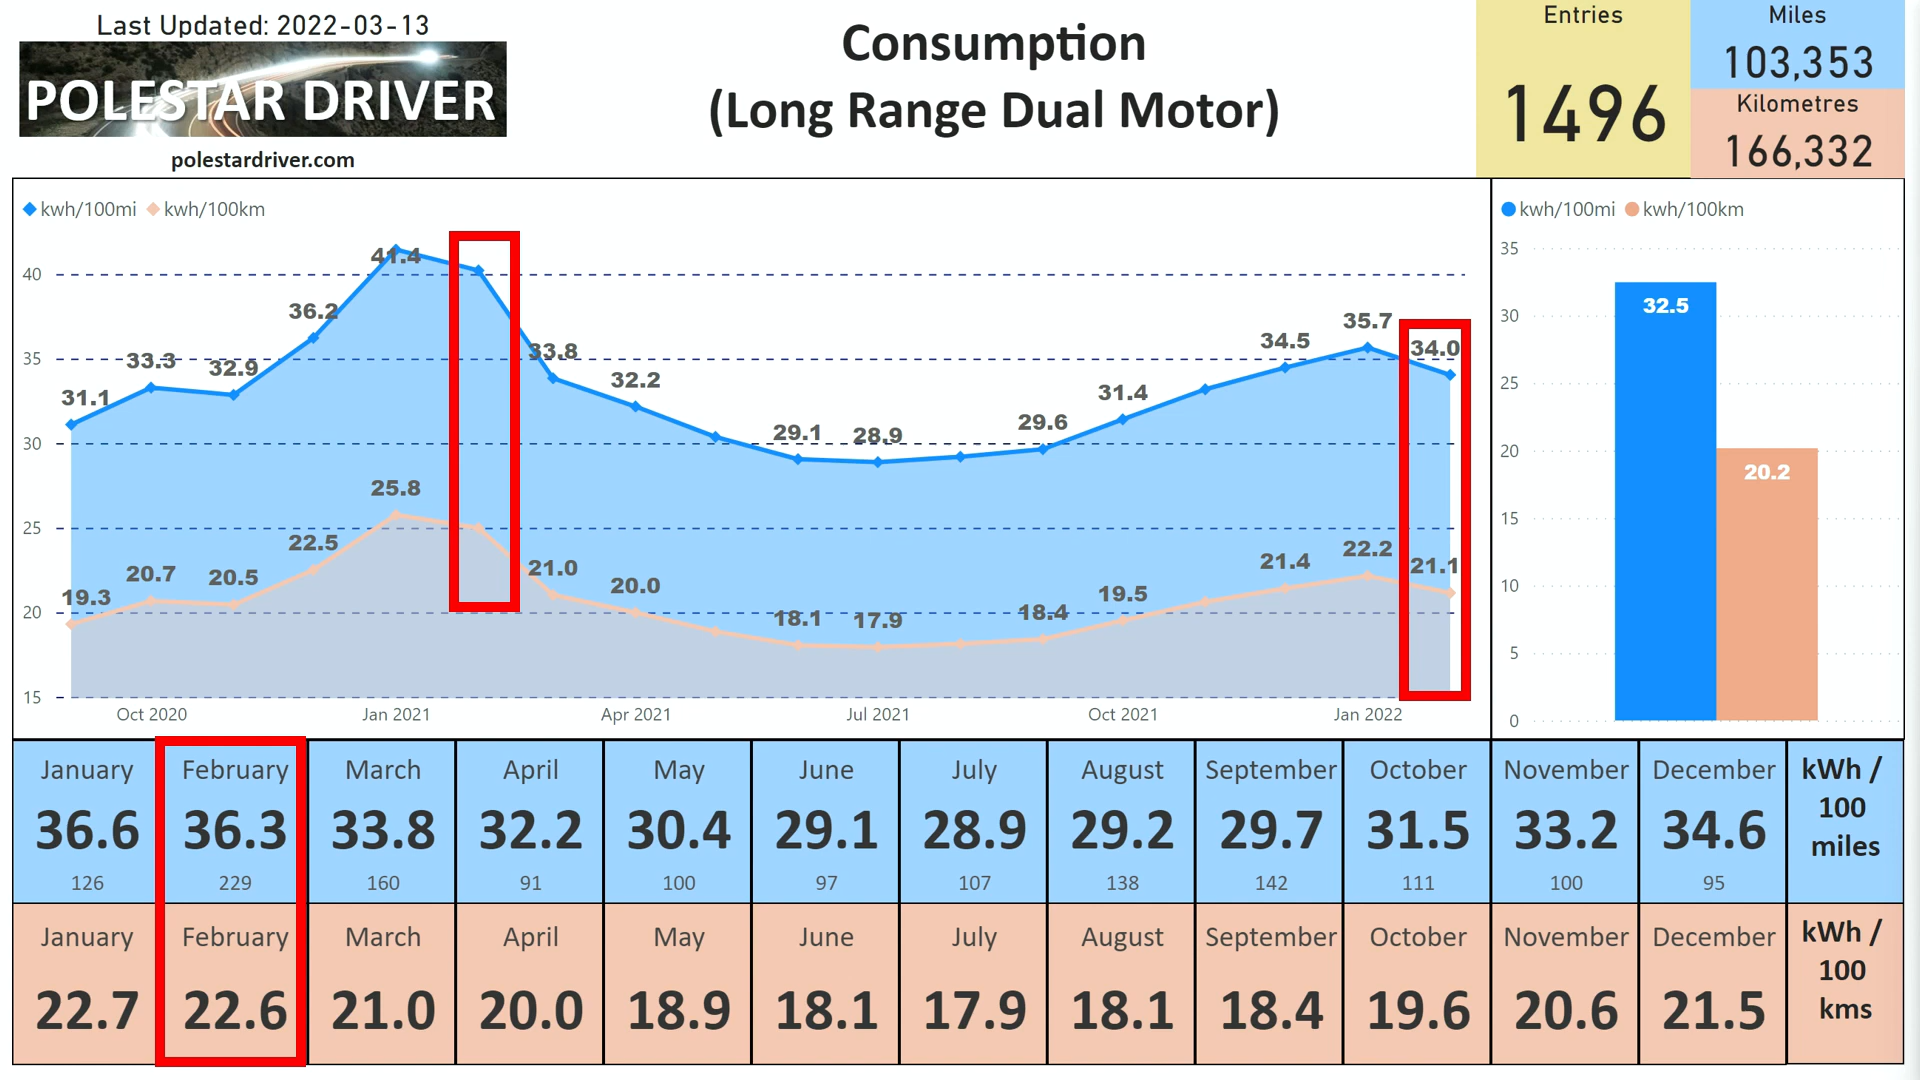 Last Updated: 2022-03-13
POLESTAR DRIVER
polestardriver.com
Consumption
(Long Range Dual Motor)
Entries
1496
Miles
103,353
Kilometres
166,332
kwh/100mi kwh/100km
40
35
30
25
20
15
31.1 33.3 32.9 36.2 41.4 33.8 32.2 29.1 28.9 29.6 31.4 34.5 35.7 34.0
19.3 20.7 20.5 22.5 25.8 21.0 20.0 18.1 17.9 18.4 19.5 21.4 22.2 21.1
Oct 2020 Jan 2021 Apr 2021 Jul 2021 Oct 2021 Jan 2022
kwh/100mi kwh/100km
35
30
25
20
15
10
5
0
32.5
20.2
January February March April May June July August September October November December kWh /
36.6 36.3 33.8 32.2 30.4 29.1 28.9 29.2 29.7 31.5 33.2 34.6 100
miles
126 229 160 91 100 97 107 138 142 111 100 95
January February March April May June July August September October November December kWh /
100
22.7 22.6 21.0 20.0 18.9 18.1 17.9 18.1 18.4 19.6 20.6 21.5 kms